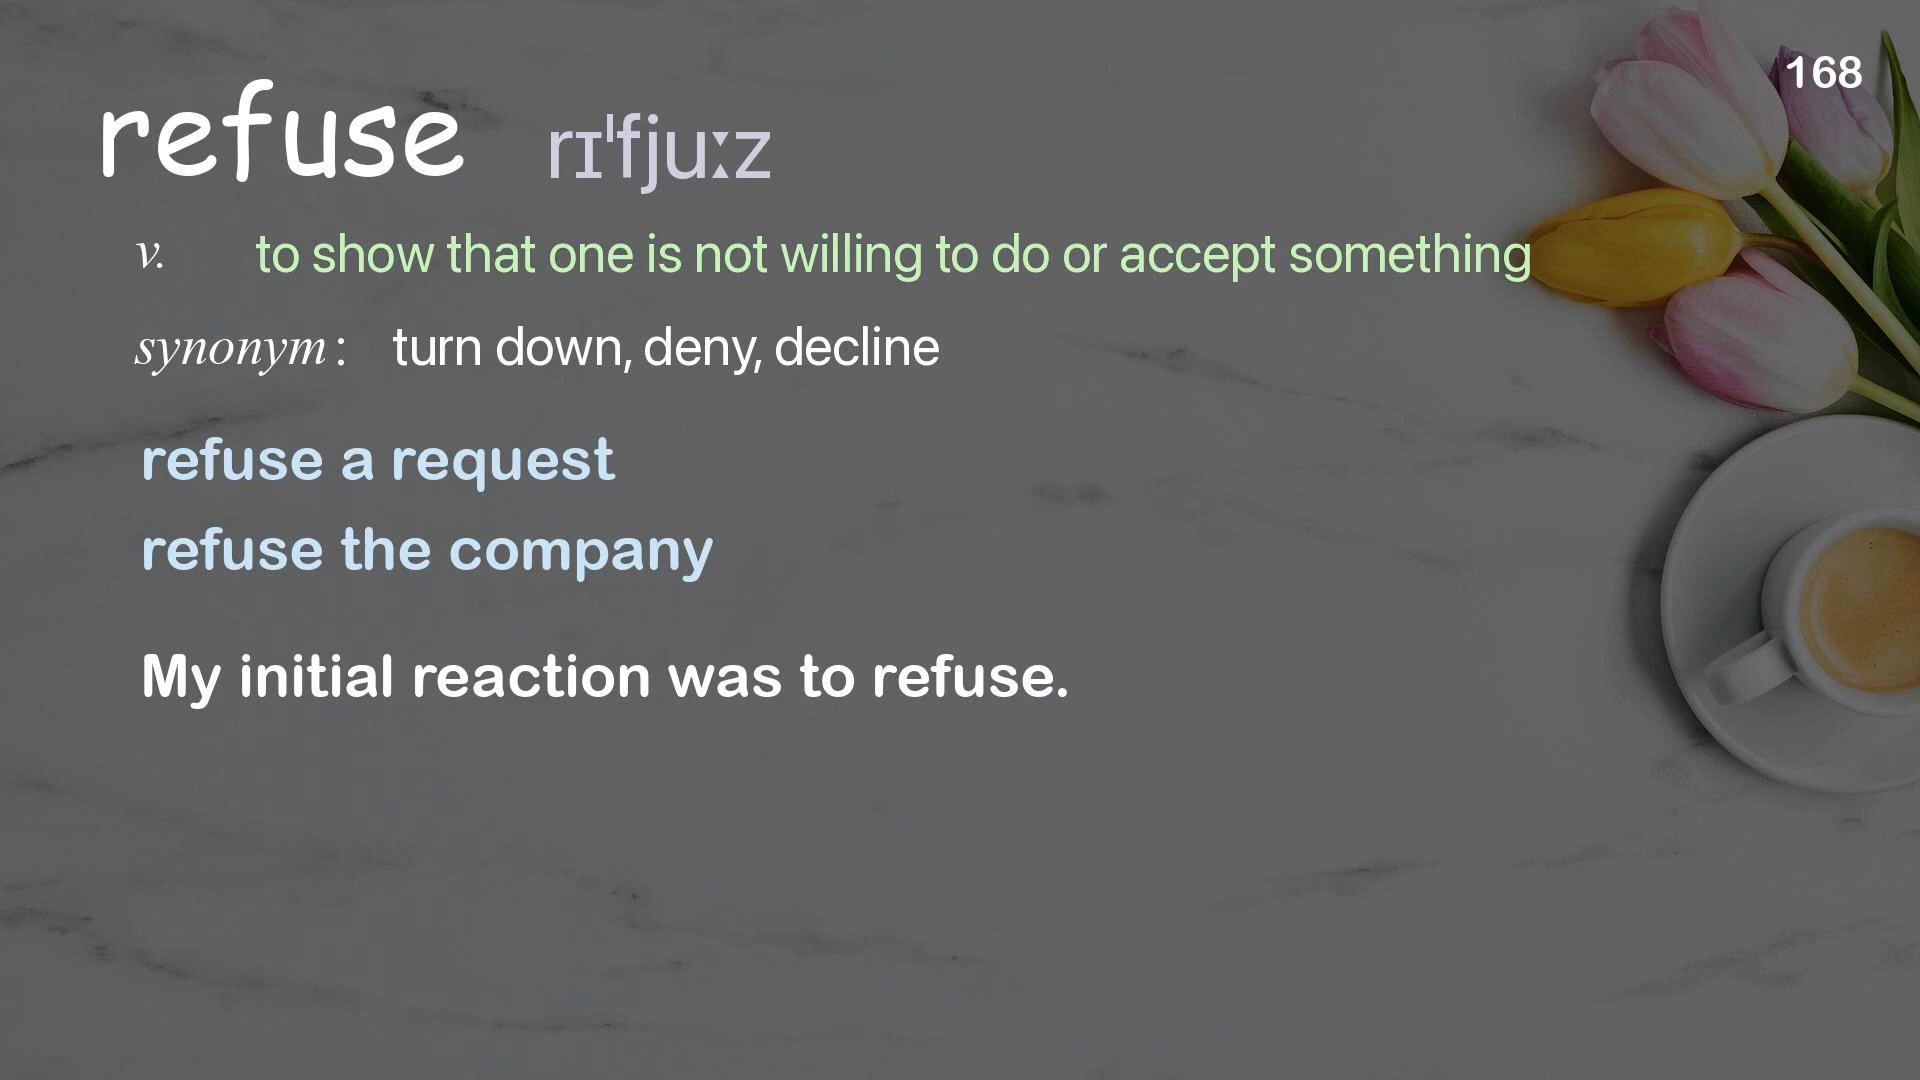 168
refuse rɪˈfjuːz
v. to show that one is not willing to do or accept something
synonym: turn down, deny, decline
refuse a request
refuse the company
My initial reaction was to refuse.